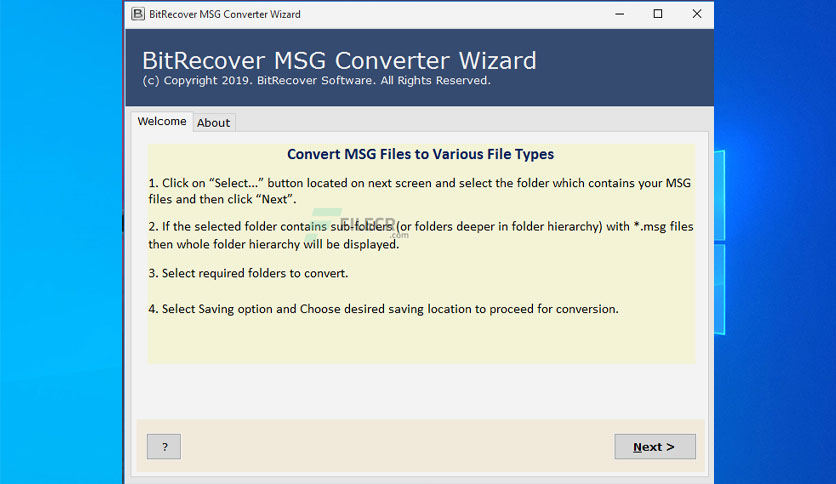 BitRecover MSG Converter Wizard
BitRecover MSG Converter Wizard
(c) Copyright 2019. BitRecover Software. All Rights Reserved.
Welcome About
Convert MSG Files to Various File Types
1. Click on “Select...” button located on next screen and select the folder which contains your MSG
files and then click “Next”.
FILECR
.com
2. If the selected folder contains sub-folders (or folders deeper in folder hierarchy) with *.msg files
then whole folder hierarchy will be displayed.
3. Select required folders to convert.
4. Select Saving option and Choose desired saving location to proceed for conversion.
? Next >